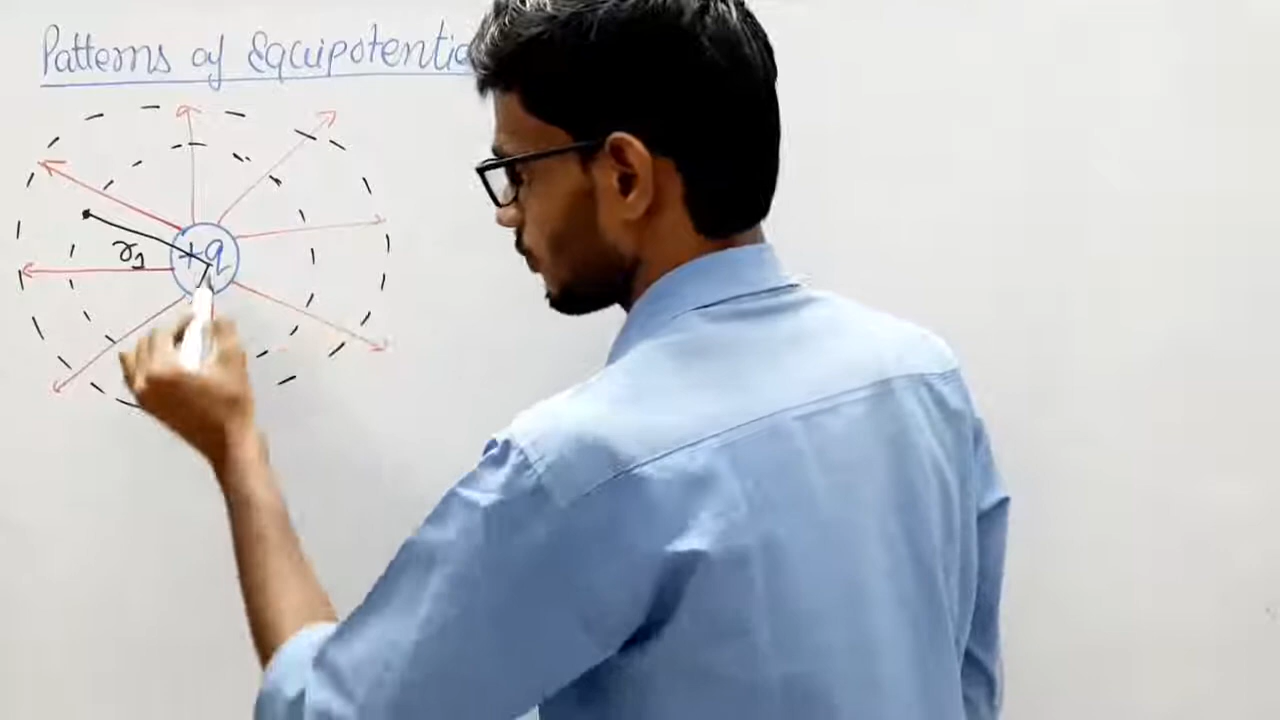 Patterns of Equipotentia
r1
+q